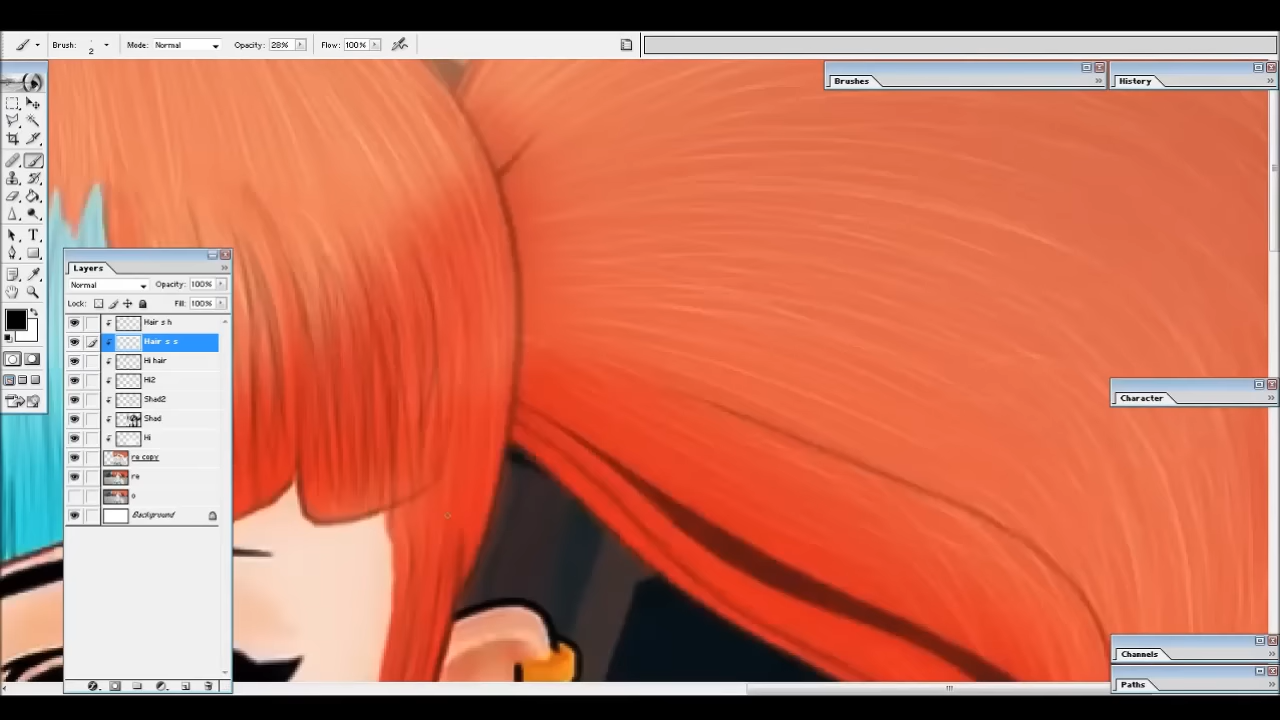 Brush: 2 Mode: Normal Opacity: 28% Flow: 100%
Brushes
History
Layers
Normal Opacity: 100%
Lock: Fill: 100%
Hair s h
Hair s s
Hi hair
Hi2
Shad2
Shad
Hi
re copy
re
o
Background
Character
Channels
Paths